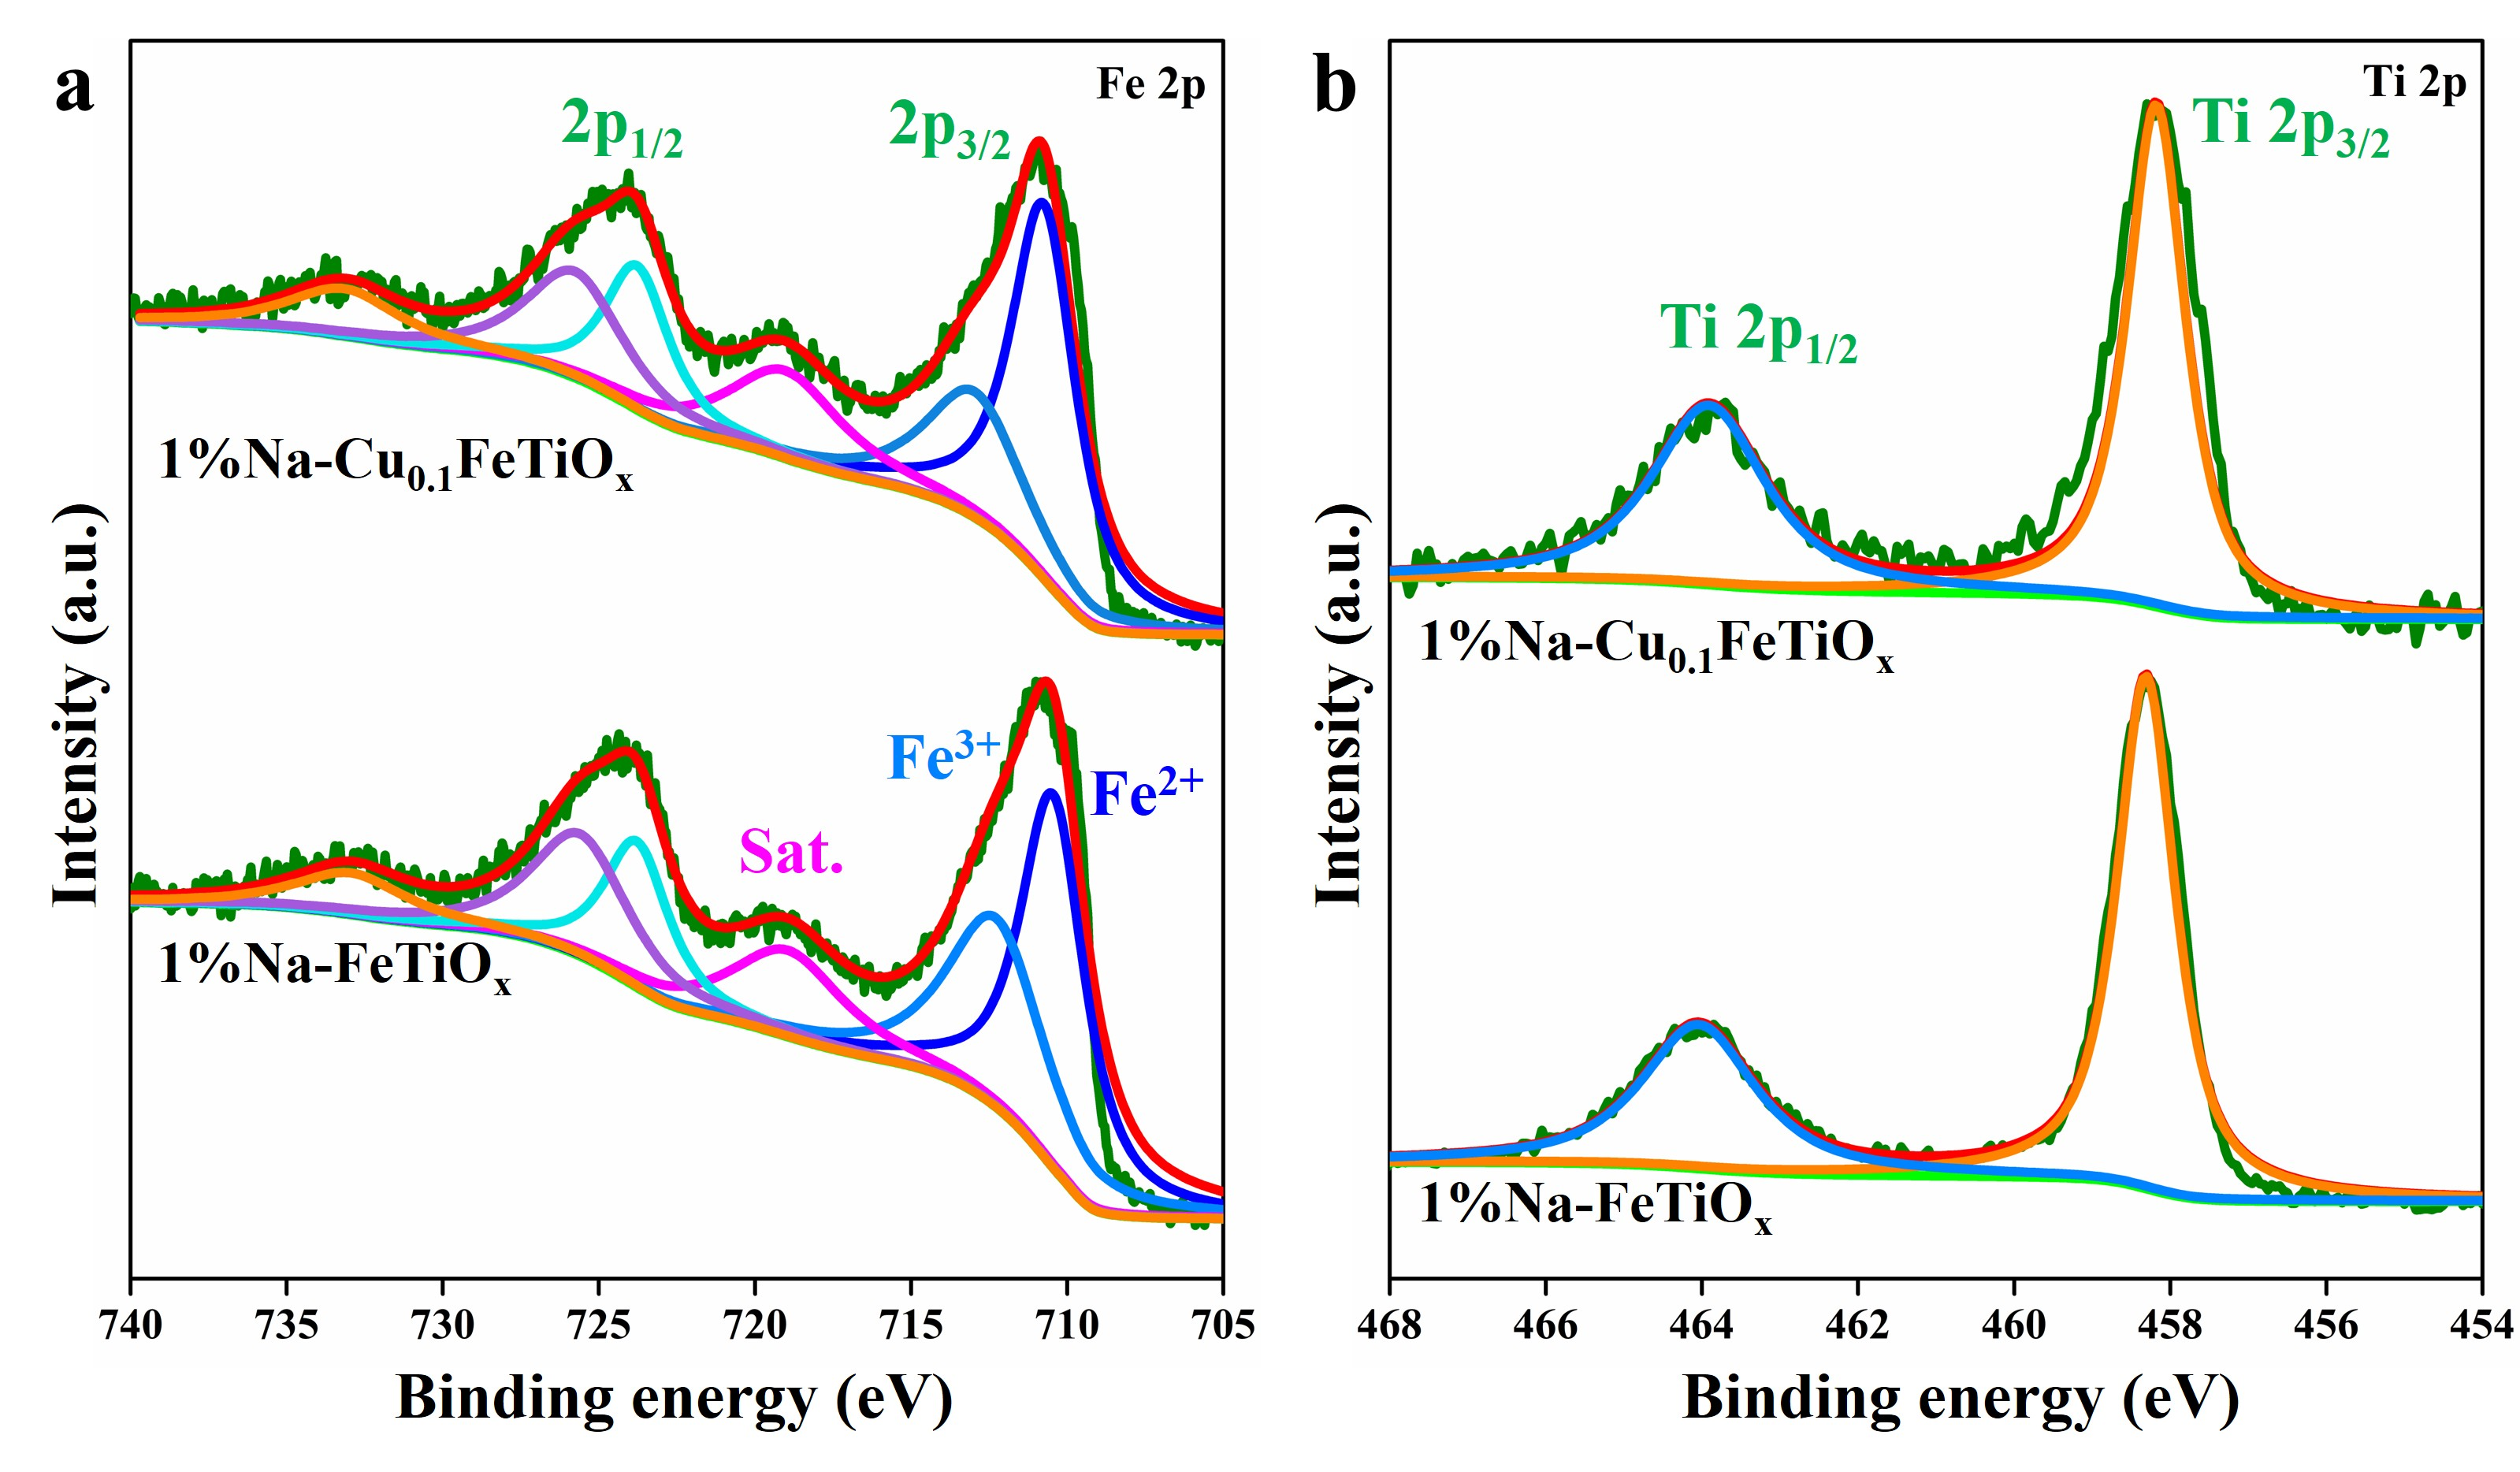 a
Fe 2p
2p1/2
2p3/2
1%Na-Cu0.1FeTiOx
Fe3+
Fe2+
Sat.
1%Na-FeTiOx
Intensity (a.u.)
740 735 730 725 720 715 710 705
Binding energy (eV)
b
Ti 2p
Ti 2p3/2
Ti 2p1/2
1%Na-Cu0.1FeTiOx
1%Na-FeTiOx
Intensity (a.u.)
468 466 464 462 460 458 456 454
Binding energy (eV)